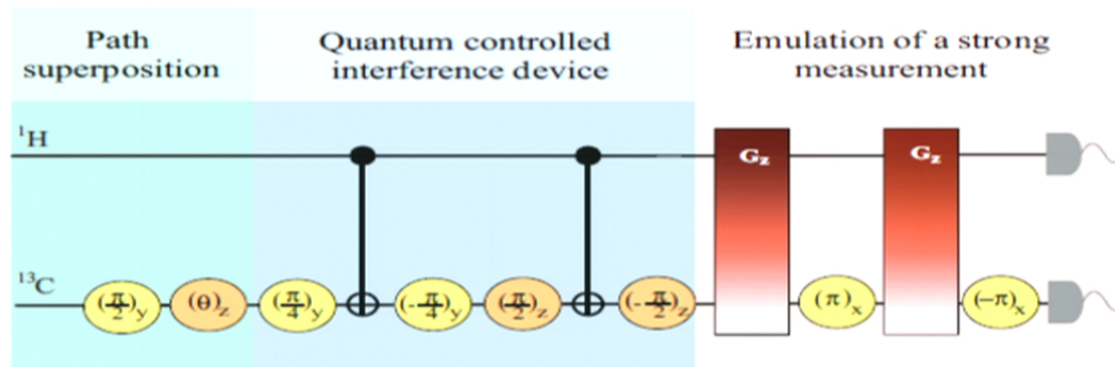 Path
superposition
Quantum controlled
interference device
Emulation of a strong
measurement
¹H
G_z
G_z
¹³C
(π/2)_y
(θ)_z
(π/4)_y
(-π/4)_y
(π/2)_z
(-π/2)_z
(π)_x
(-π)_x